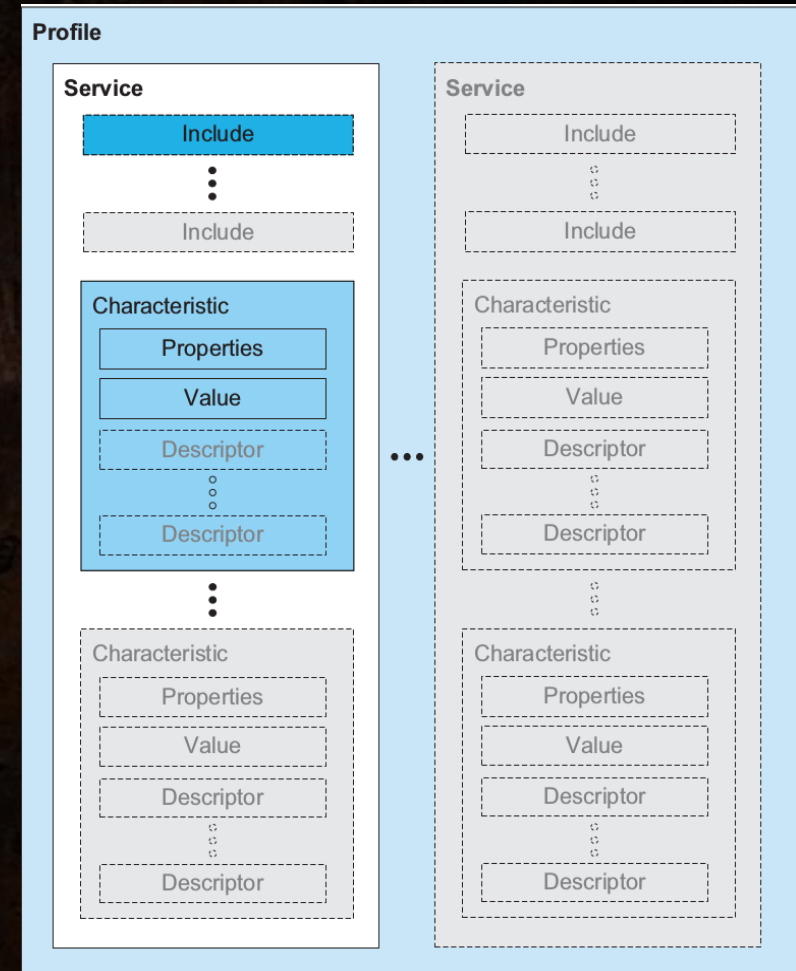 Profile
Service
Include
Include
Characteristic
Properties
Value
Descriptor
Descriptor
Characteristic
Properties
Value
Descriptor
Descriptor
Service
Include
Include
Characteristic
Properties
Value
Descriptor
Descriptor
Characteristic
Properties
Value
Descriptor
Descriptor